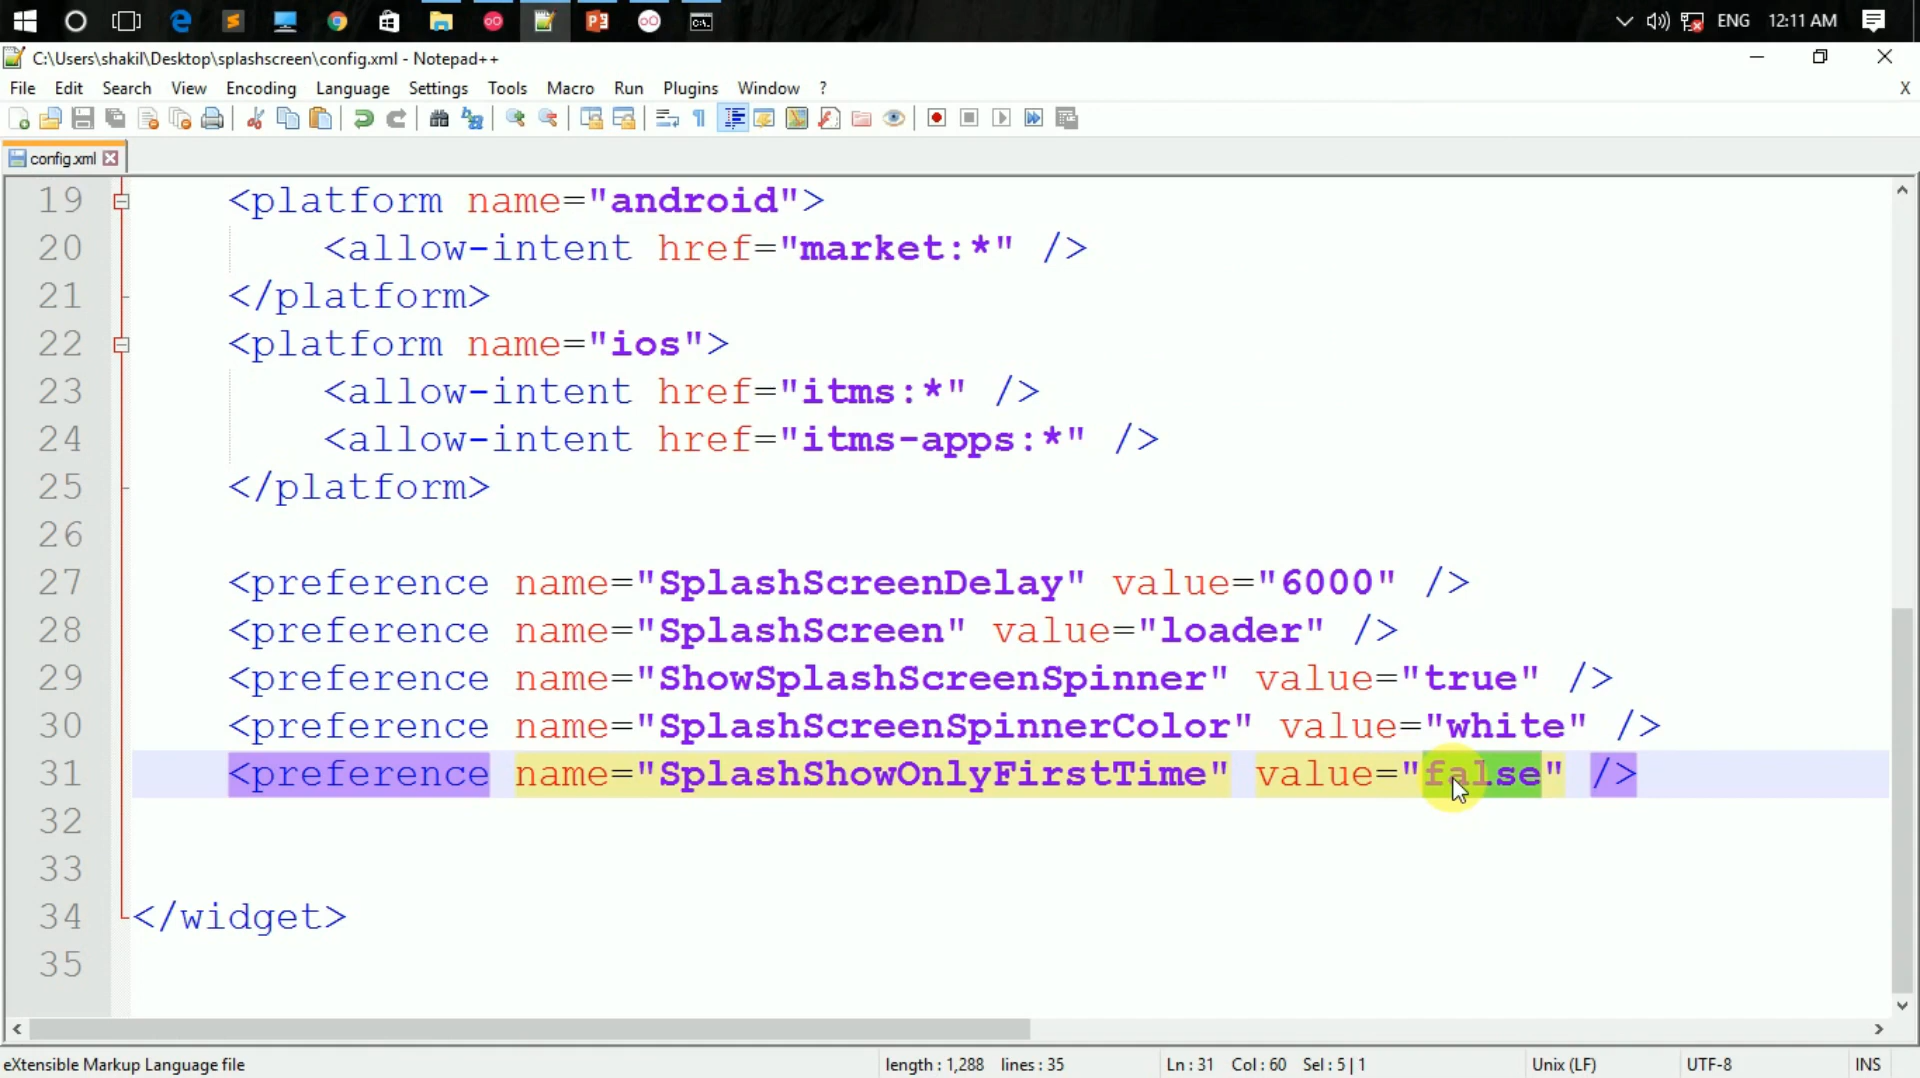 ENG 12:11 AM
C:\Users\shakil\Desktop\splashscreen\config.xml - Notepad++
File Edit Search View Encoding Language Settings Tools Macro Run Plugins Window ? X
config.xml
19 <platform name="android">
20 <allow-intent href="market:*" />
21 </platform>
22 <platform name="ios">
23 <allow-intent href="itms:*" />
24 <allow-intent href="itms-apps:*" />
25 </platform>
26
27 <preference name="SplashScreenDelay" value="6000" />
28 <preference name="SplashScreen" value="loader" />
29 <preference name="ShowSplashScreenSpinner" value="true" />
30 <preference name="SplashScreenSpinnerColor" value="white" />
31 <preference name="SplashShowOnlyFirstTime" value="false" />
32
33
34 </widget>
35
eXtensible Markup Language file length : 1,288 lines : 35 Ln : 31 Col : 60 Sel : 5 | 1 Unix (LF) UTF-8 INS